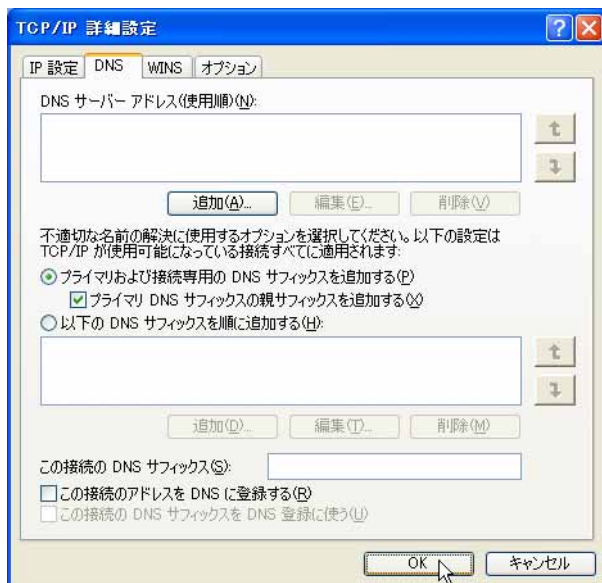 TCP/IP 詳細設定
IP 設定 DNS WINS オプション
DNS サーバー アドレス(使用順)(N):
追加(A)... 編集(E)... 削除(V)
不適切な名前の解決に使用するオプションを選択してください。以下の設定は
TCP/IP が使用可能になっている接続すべてに適用されます:
プライマリおよび接続専用の DNS サフィックスを追加する(P)
プライマリ DNS サフィックスの親サフィックスを追加する(X)
以下の DNS サフィックスを順に追加する(H):
追加(D)... 編集(T)... 削除(M)
この接続の DNS サフィックス(S):
この接続のアドレスを DNS に登録する(R)
この接続の DNS サフィックスを DNS 登録に使う(U)
OK キャンセル